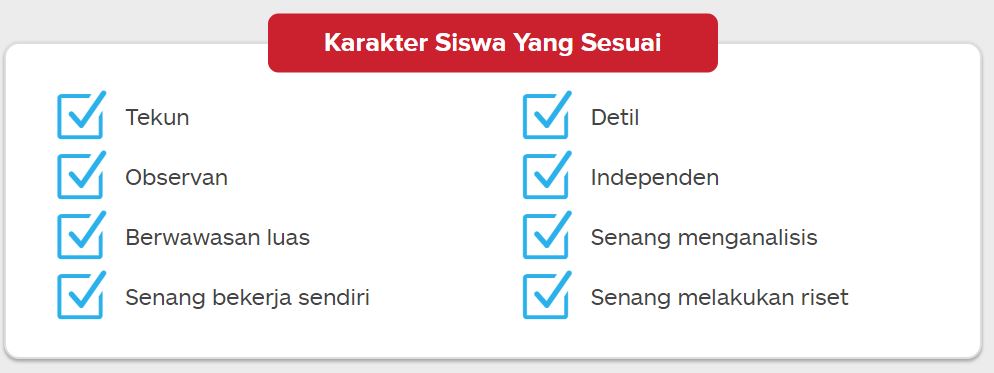 Karakter Siswa Yang Sesuai
Tekun
Detil
Observan
Independen
Berwawasan luas
Senang menganalisis
Senang bekerja sendiri
Senang melakukan riset